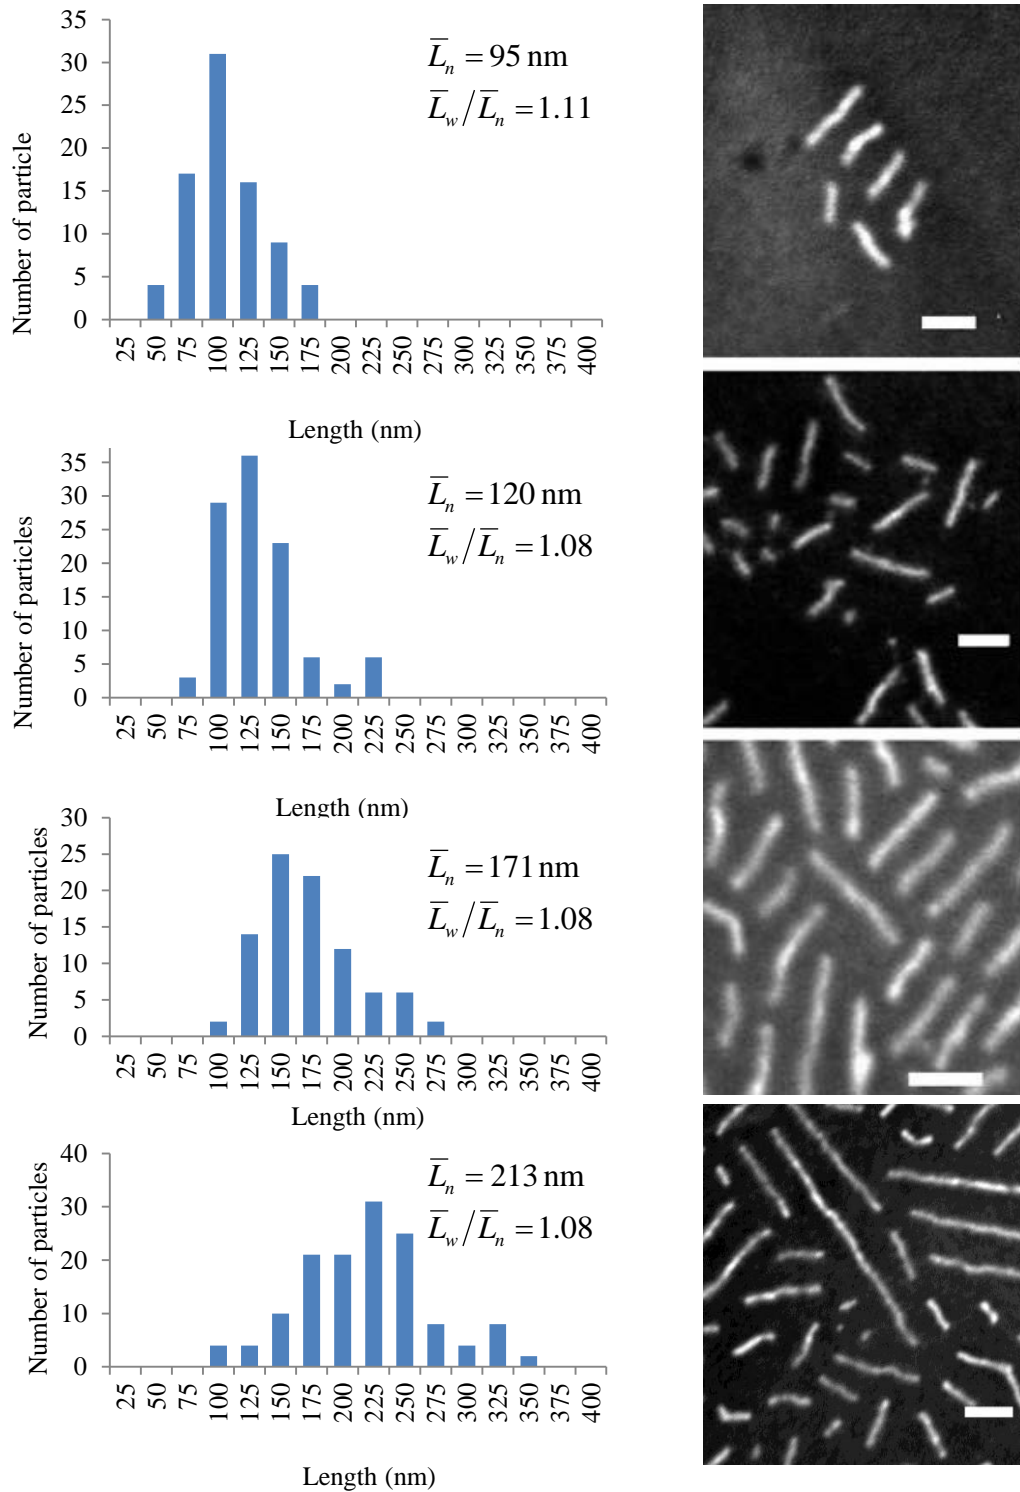 35
30
25
20
15
10
5
0
Number of particle
L̅n = 95 nm
L̅w/L̅n = 1.11
25 50 75 100 125 150 175 200 225 250 275 300 325 350 375 400
Length (nm)
35
30
25
20
15
10
5
0
Number of particles
L̅n = 120 nm
L̅w/L̅n = 1.08
25 50 75 100 125 150 175 200 225 250 275 300 325 350 375 400
Length (nm)
30
25
20
15
10
5
0
Number of particles
L̅n = 171 nm
L̅w/L̅n = 1.08
25 50 75 100 125 150 175 200 225 250 275 300 325 350 375 400
Length (nm)
40
30
20
10
0
Number of particles
L̅n = 213 nm
L̅w/L̅n = 1.08
25 50 75 100 125 150 175 200 225 250 275 300 325 350 375 400
Length (nm)